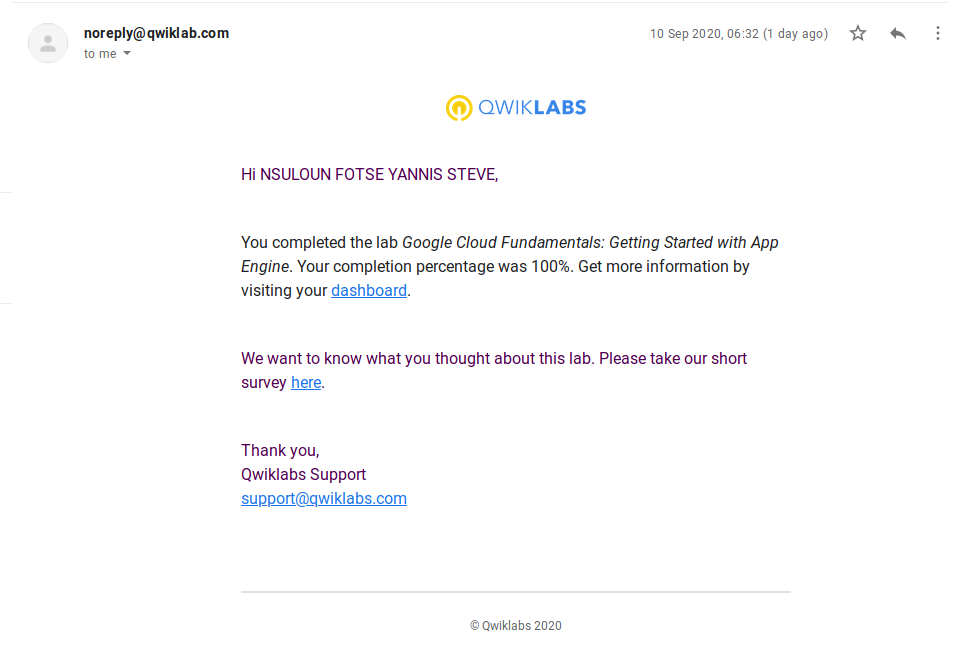 noreply@qwiklab.com
10 Sep 2020, 06:32 (1 day ago)
to me
QWIKLABS
Hi NSULOUN FOTSE YANNIS STEVE,
You completed the lab Google Cloud Fundamentals: Getting Started with App
Engine. Your completion percentage was 100%. Get more information by
visiting your dashboard.
We want to know what you thought about this lab. Please take our short
survey here.
Thank you,
Qwiklabs Support
support@qwiklabs.com
© Qwiklabs 2020